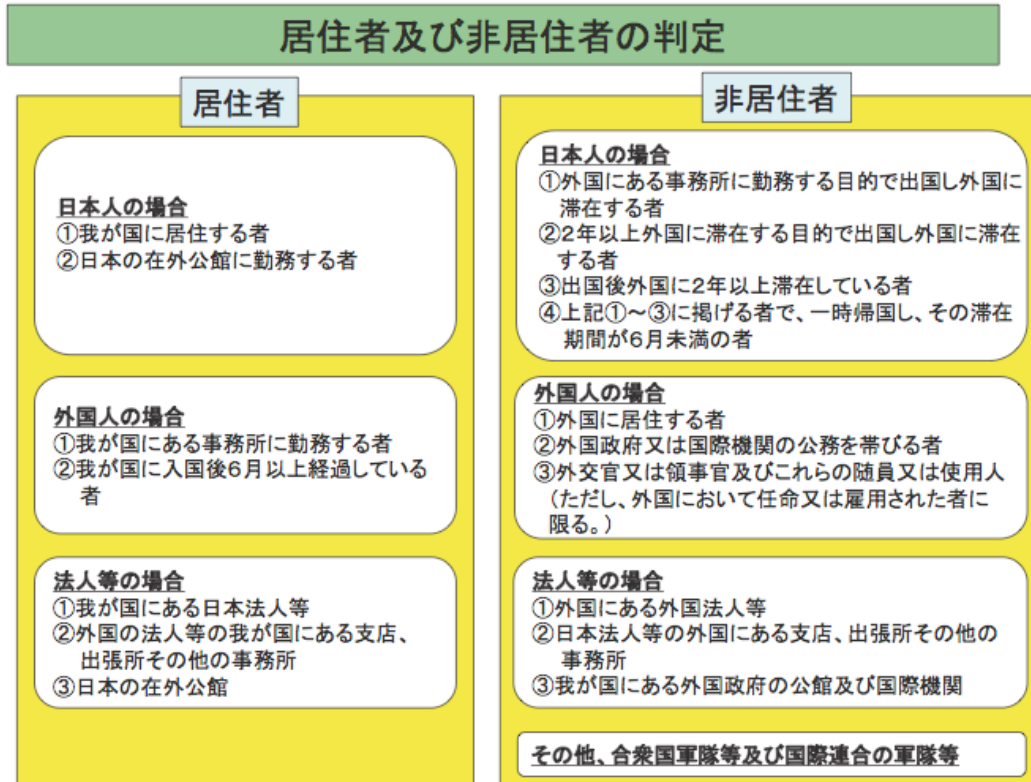 居住者及び非居住者の判定
居住者
日本人の場合
①我が国に居住する者
②日本の在外公館に勤務する者
外国人の場合
①我が国にある事務所に勤務する者
②我が国に入国後6月以上経過している
者
法人等の場合
①我が国にある日本法人等
②外国の法人等の我が国にある支店、
出張所その他の事務所
③日本の在外公館
非居住者
日本人の場合
①外国にある事務所に勤務する目的で出国し外国に
滞在する者
②2年以上外国に滞在する目的で出国し外国に滞在
する者
③出国後外国に2年以上滞在している者
④上記①～③に掲げる者で、一時帰国し、その滞在
期間が6月未満の者
外国人の場合
①外国に居住する者
②外国政府又は国際機関の公務を帯びる者
③外交官又は領事官及びこれらの随員又は使用人
(ただし、外国において任命又は雇用された者に
限る。)
法人等の場合
①外国にある外国法人等
②日本法人等の外国にある支店、出張所その他の
事務所
③我が国にある外国政府の公館及び国際機関
その他、合衆国軍隊等及び国際連合の軍隊等